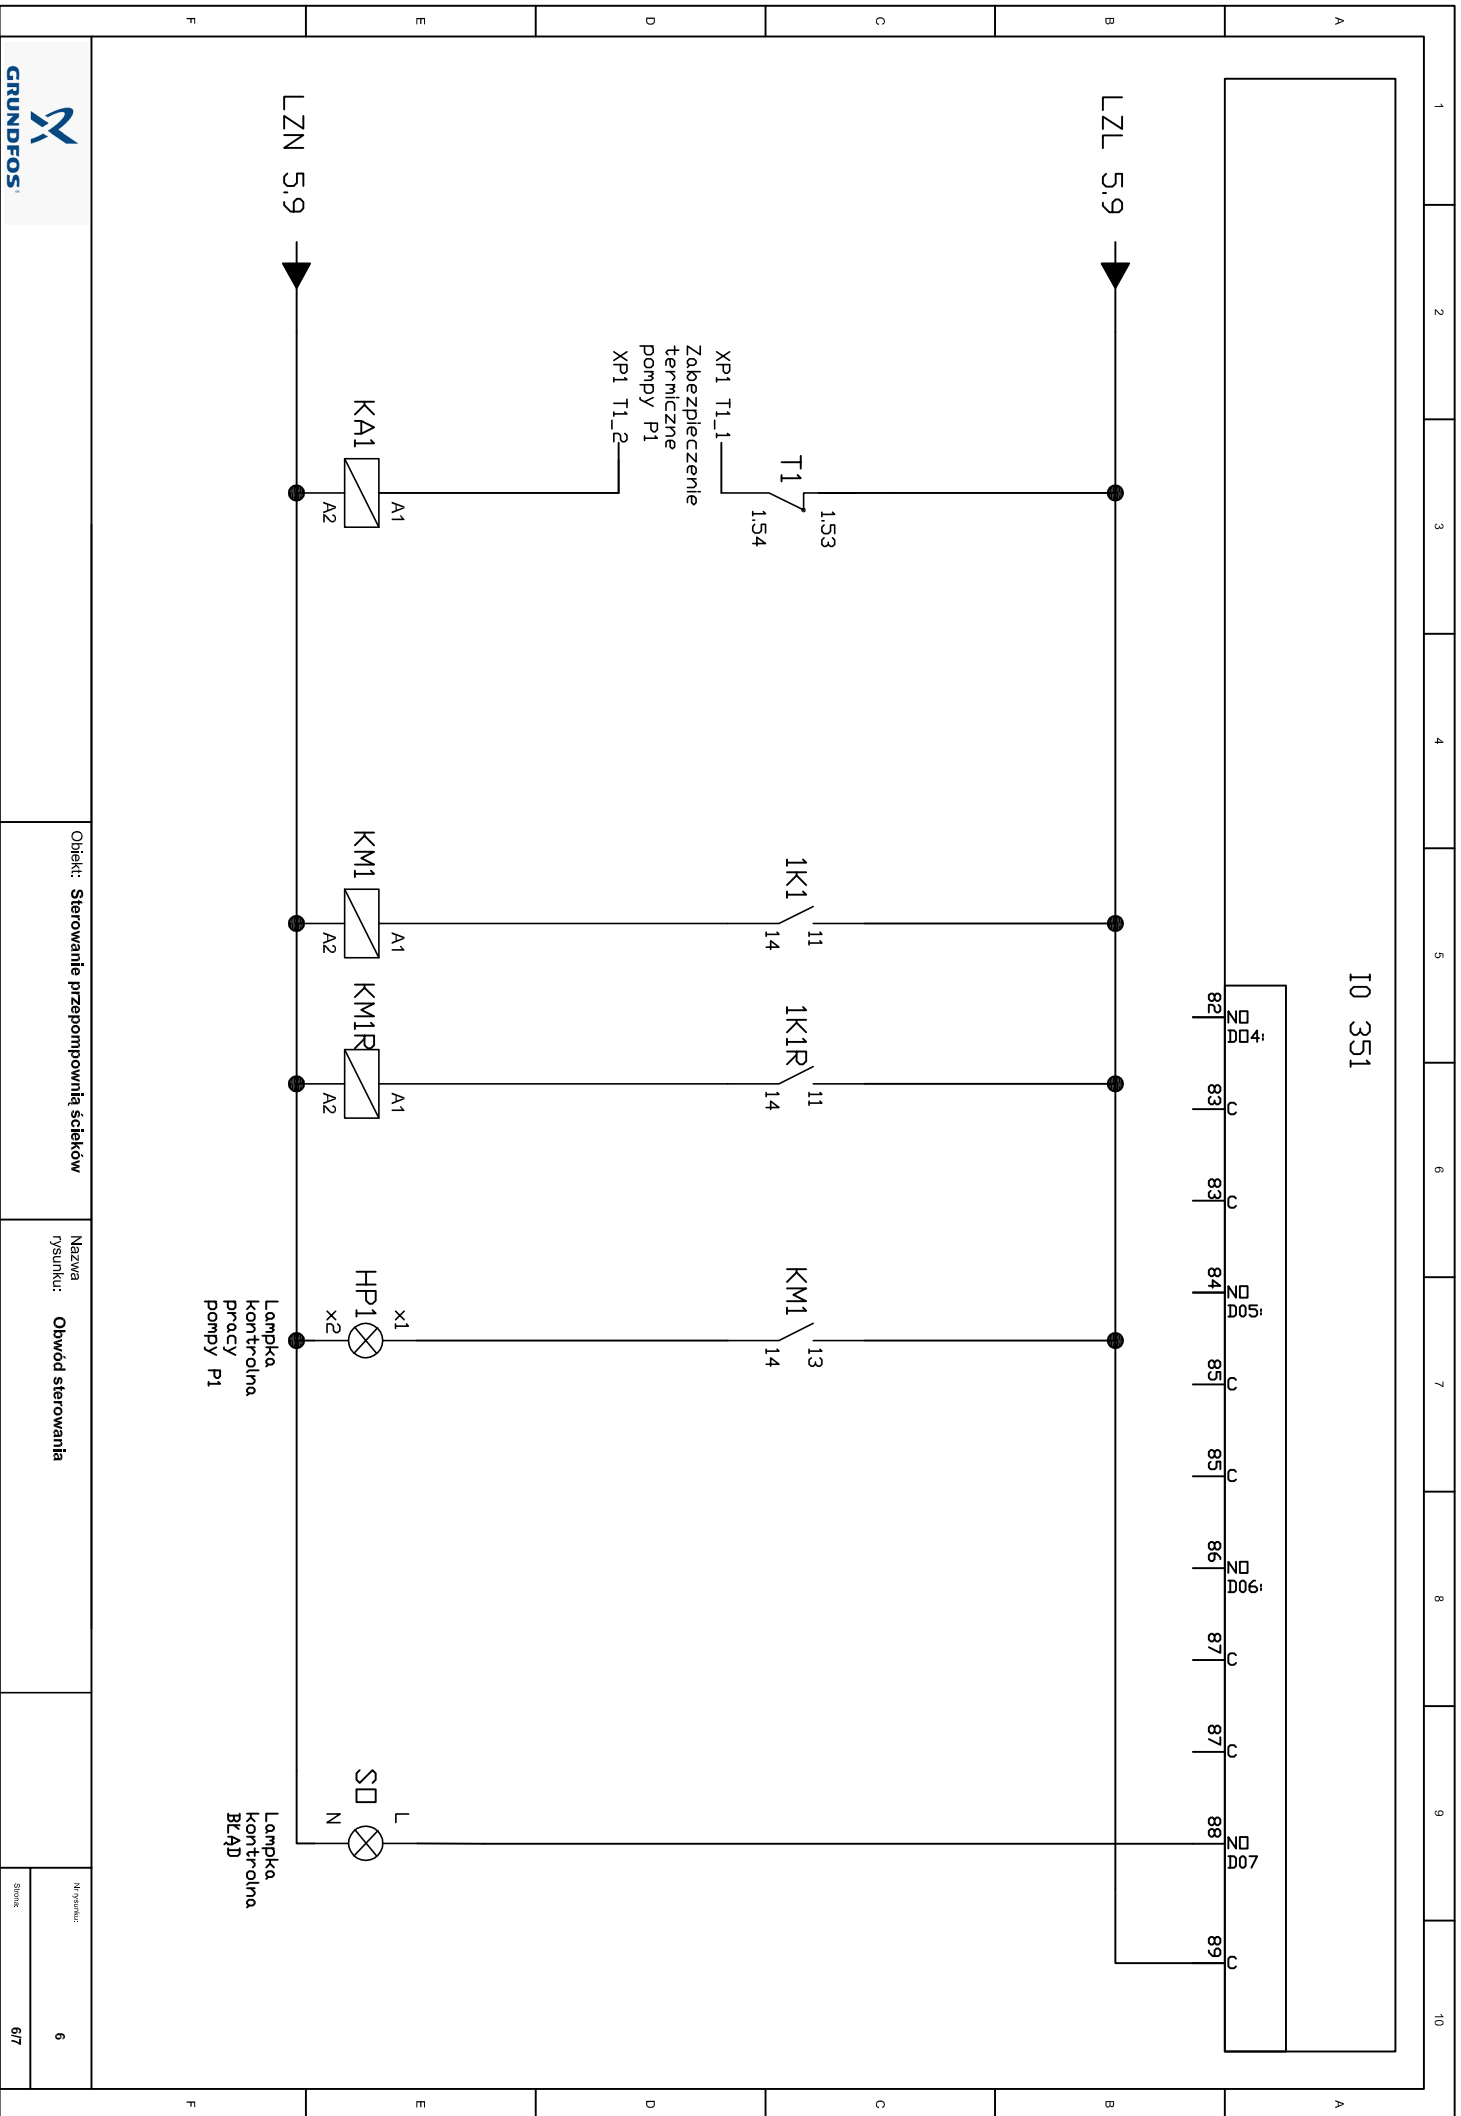 1 2 3 4 5 6 7 8 9 10
A
A
IO 351
82 NO
DO4:
83 C
83 C
84 NO
DO5:
85 C
85 C
86 NO
DO6:
87 C
87 C
88 NO
DO7
89 C
B
B
LZL 5.9
C
C
T1
1.53
1.54
1K1
11
14
1K1R
11
14
KM1
13
14
D
D
XP1 T1_1
Zabezpieczenie
termiczne
pompy P1
XP1 T1_2
E
E
KA1
A1
A2
KM1
A1
A2
KM1R
A1
A2
HP1
x1
x2
SO
L
N
LZN 5.9
F
F
Lampka
kontrolna
pracy
pompy P1
Lampka
kontrolna
BŁĄD
GRUNDFOS
Obiekt: Sterowanie przepompownią ścieków
Nazwa
rysunku: Obwód sterowania
Nr rysunku:
6
Strona:
6/7